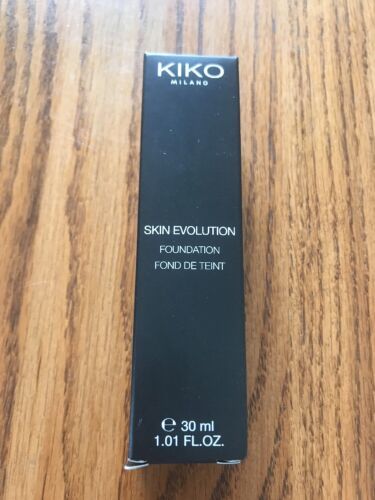 KIKO
MILANO
SKIN EVOLUTION
FOUNDATION
FOND DE TEINT
℮ 30 ml
1.01 FL.OZ.